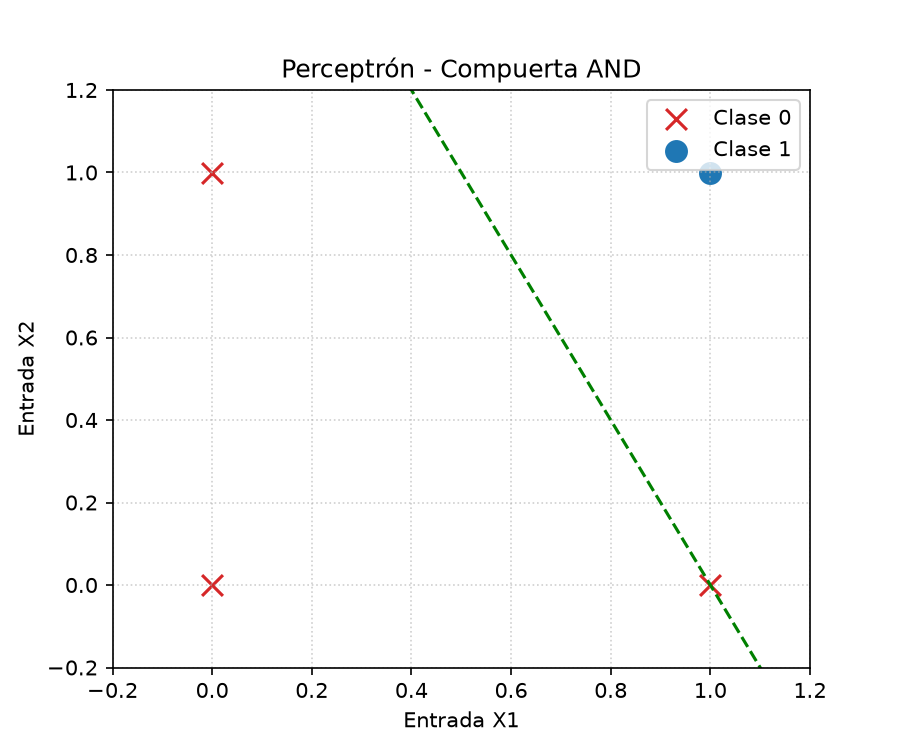 Perceptrón - Compuerta AND
Clase 0
Clase 1
Entrada X2
1.2
1.0
0.8
0.6
0.4
0.2
0.0
−0.2
−0.2 0.0 0.2 0.4 0.6 0.8 1.0 1.2
Entrada X1